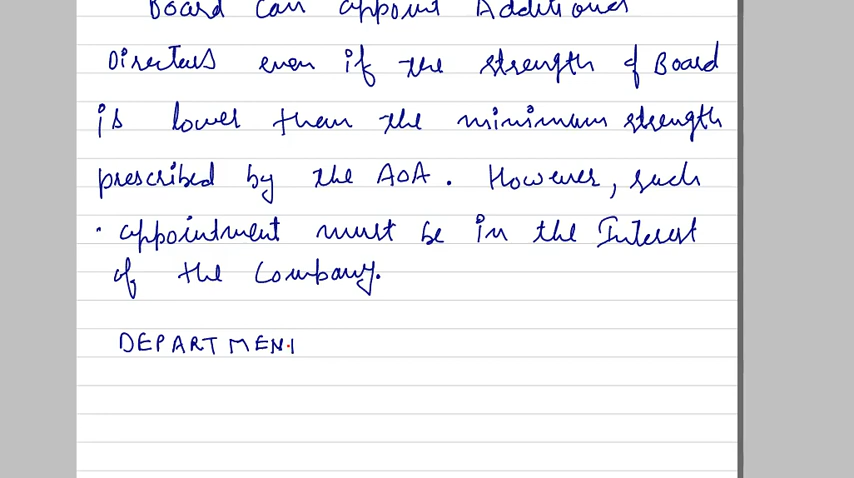 Board can appoint Additional
Directors even if the strength of Board
is lower than the minimum strength
prescribed by the AOA. However, such
appointment must be in the Interest
of the Company.
DEPARTMEN